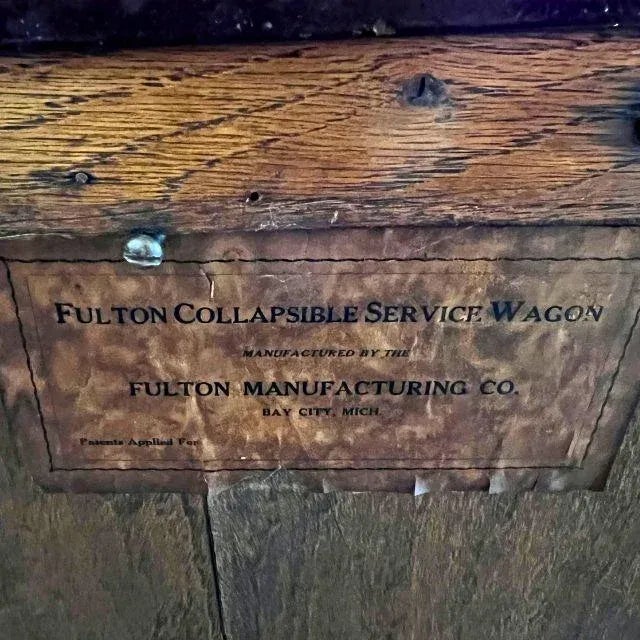 FULTON COLLAPSIBLE SERVICE WAGON
MANUFACTURED BY THE
FULTON MANUFACTURING CO.
BAY CITY, MICH.
Patents Applied For